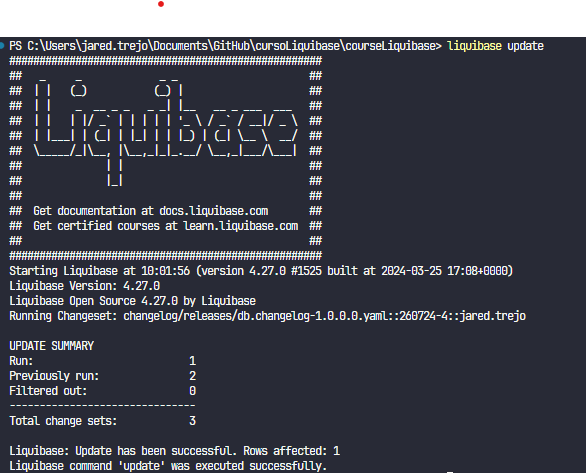 PS C:\Users\jared.trejo\Documents\GitHub\cursoLiquibase\courseLiquibase> liquibase update
####################################################
##   _     _             _ _                      ##
##  | |   (_)           (_) |                     ##
##  | |    _  __ _ _   _ _| |__   __ _ ___  ___   ##
##  | |   | |/ _` | | | | | '_ \ / _` / __|/ _ \  ##
##  | |___| | (_| | |_| | | |_) | (_| \__ \  __/  ##
##  \_____/_|\__, |\__,_|_|_.__/ \__,_|___/\___|  ##
##              | |                               ##
##              |_|                               ##
##                                                ##
##  Get documentation at docs.liquibase.com       ##
##  Get certified courses at learn.liquibase.com  ##
##                                                ##
####################################################
Starting Liquibase at 10:01:56 (version 4.27.0 #1525 built at 2024-03-25 17:08+0000)
Liquibase Version: 4.27.0
Liquibase Open Source 4.27.0 by Liquibase
Running Changeset: changelog/releases/db.changelog-1.0.0.0.yaml::260724-4::jared.trejo
UPDATE SUMMARY
Run:                          1
Previously run:               2
Filtered out:                 0
-------------------------------
Total change sets:            3
Liquibase: Update has been successful. Rows affected: 1
Liquibase command 'update' was executed successfully.